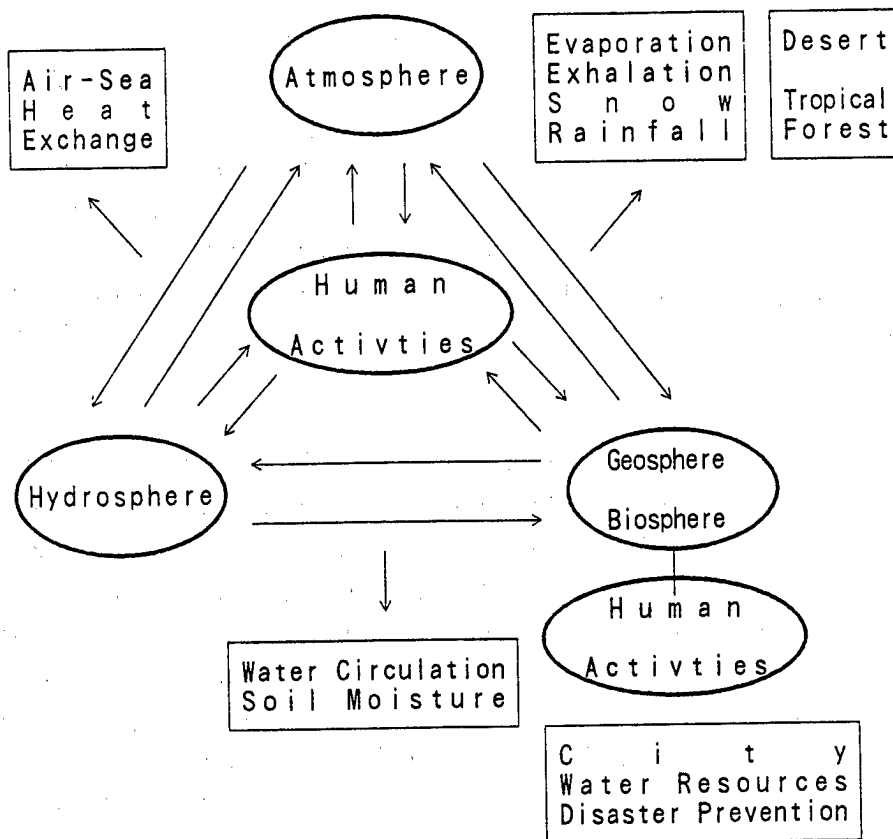 Atmosphere
Air-Sea
Heat
Exchange
Evaporation
Exhalation
Snow
Rainfall
Desert
Tropical
Forest
Human
Activties
Hydrosphere
Geosphere
Biosphere
Human
Activties
Water Circulation
Soil Moisture
City
Water Resources
Disaster Prevention